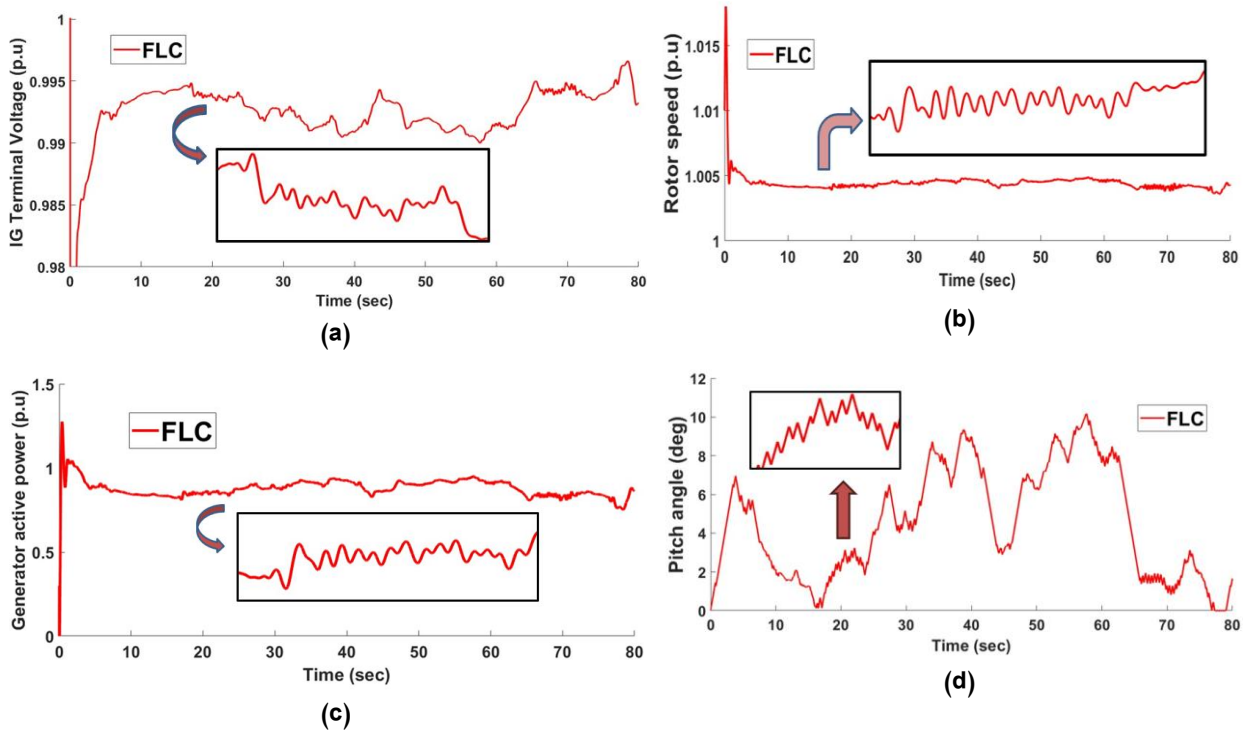 1
0.995
0.99
0.985
0.98
IG Terminal Voltage (p.u)
FLC
0 10 20 30 40 50 60 70 80
Time (sec)
(a)
1.015
1.01
1.005
1
Rotor speed (p.u)
FLC
0 10 20 30 40 50 60 70 80
Time (sec)
(b)
1.5
1
0.5
0
Generator active power (p.u)
FLC
0 10 20 30 40 50 60 70 80
Time (sec)
(c)
12
10
8
6
4
2
0
Pitch angle (deg)
FLC
0 10 20 30 40 50 60 70 80
Time (sec)
(d)